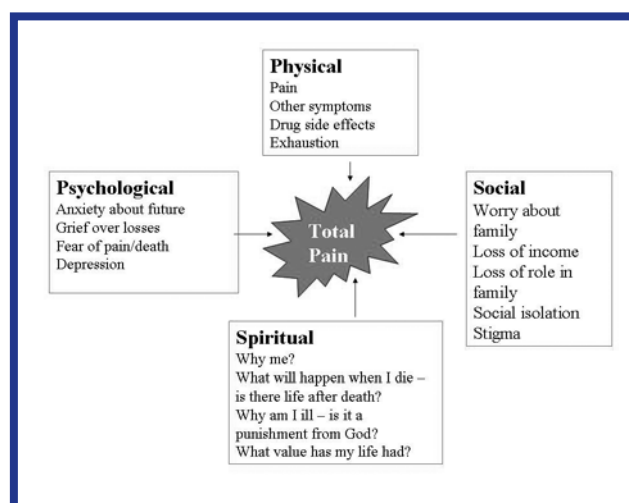 Physical
Pain
Other symptoms
Drug side effects
Exhaustion
Psychological
Anxiety about future
Grief over losses
Fear of pain/death
Depression
Total
Pain
Social
Worry about
family
Loss of income
Loss of role in
family
Social isolation
Stigma
Spiritual
Why me?
What will happen when I die –
is there life after death?
Why am I ill – is it a
punishment from God?
What value has my life had?